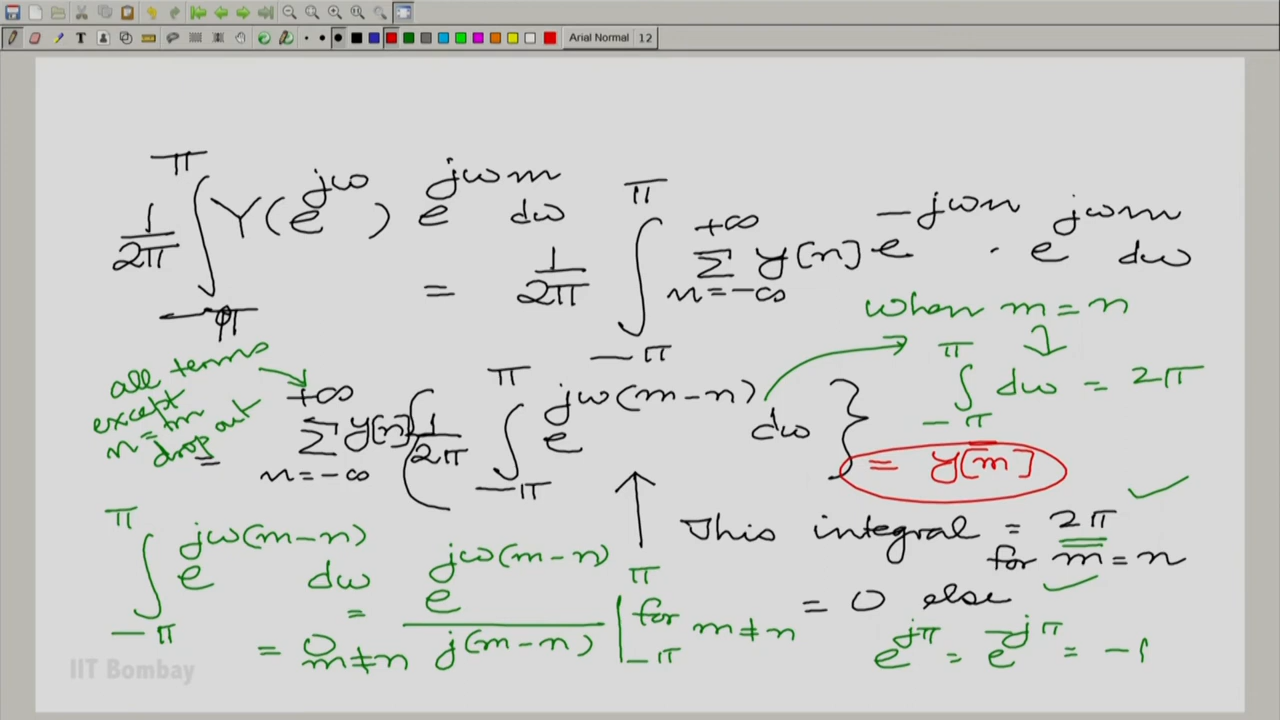 Arial Normal 12
1/2π ∫_{-π}^{π} Y(e^{jω}) e^{jωm} dω
= 1/2π ∫_{-π}^{π} Σ_{n=-∞}^{+∞} y[n] e^{-jωn} · e^{jωm} dω
when m = n
∫_{-π}^{π} dω = 2π
all terms
except
n = m
drop out
Σ_{n=-∞}^{+∞} y[n] { 1/2π ∫_{-π}^{π} e^{jω(m-n)} dω }
= y[m]
This integral = 2π
for m = n
= 0 else
∫_{-π}^{π} e^{jω(m-n)} dω
= e^{jω(m-n)} / j(m-n) |_{-π}^{π} for m ≠ n
= 0
m ≠ n
e^{jπ} = e^{-jπ} = -1
IIT Bombay